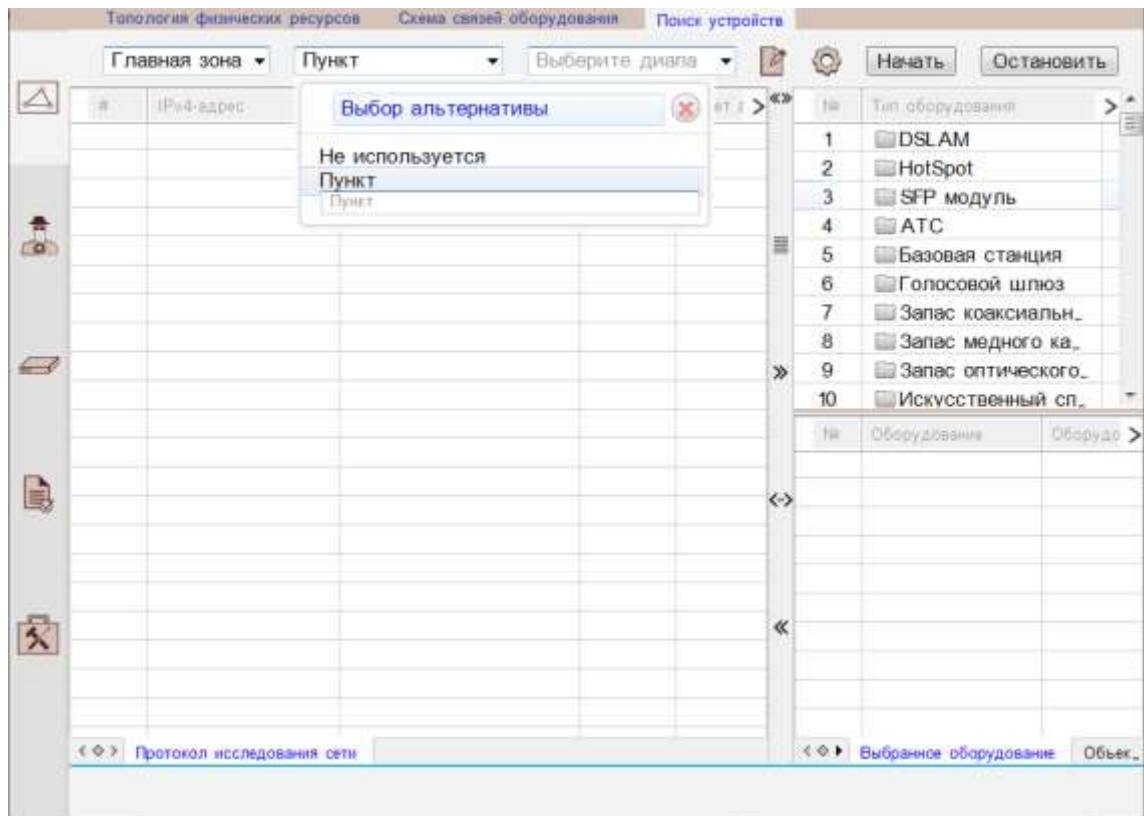 Топология физических ресурсов Схема связей оборудования Поиск устройств
Главная зона Пункт Выберите диапа Начать Остановить
# IPv4-адрес № Тип оборудования
Выбор альтернативы
Не используется
Пункт
Пункт
1 DSLAM
2 HotSpot
3 SFP модуль
4 АТС
5 Базовая станция
6 Голосовой шлюз
7 Запас коаксиальн_
8 Запас медного ка_
9 Запас оптического_
10 Искусственный сп_
№ Оборудование Оборудо
Протокол исследования сети Выбранное оборудование Объек_